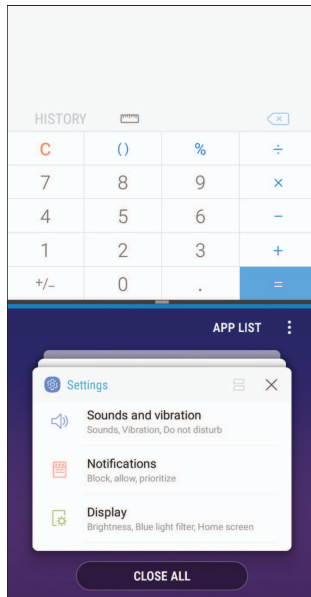 HISTORY
C () % ÷
7 8 9 ×
4 5 6 −
1 2 3 +
+/− 0 . =
APP LIST
Settings
Sounds and vibration
Sounds, Vibration, Do not disturb
Notifications
Block, allow, prioritize
Display
Brightness, Blue light filter, Home screen
CLOSE ALL